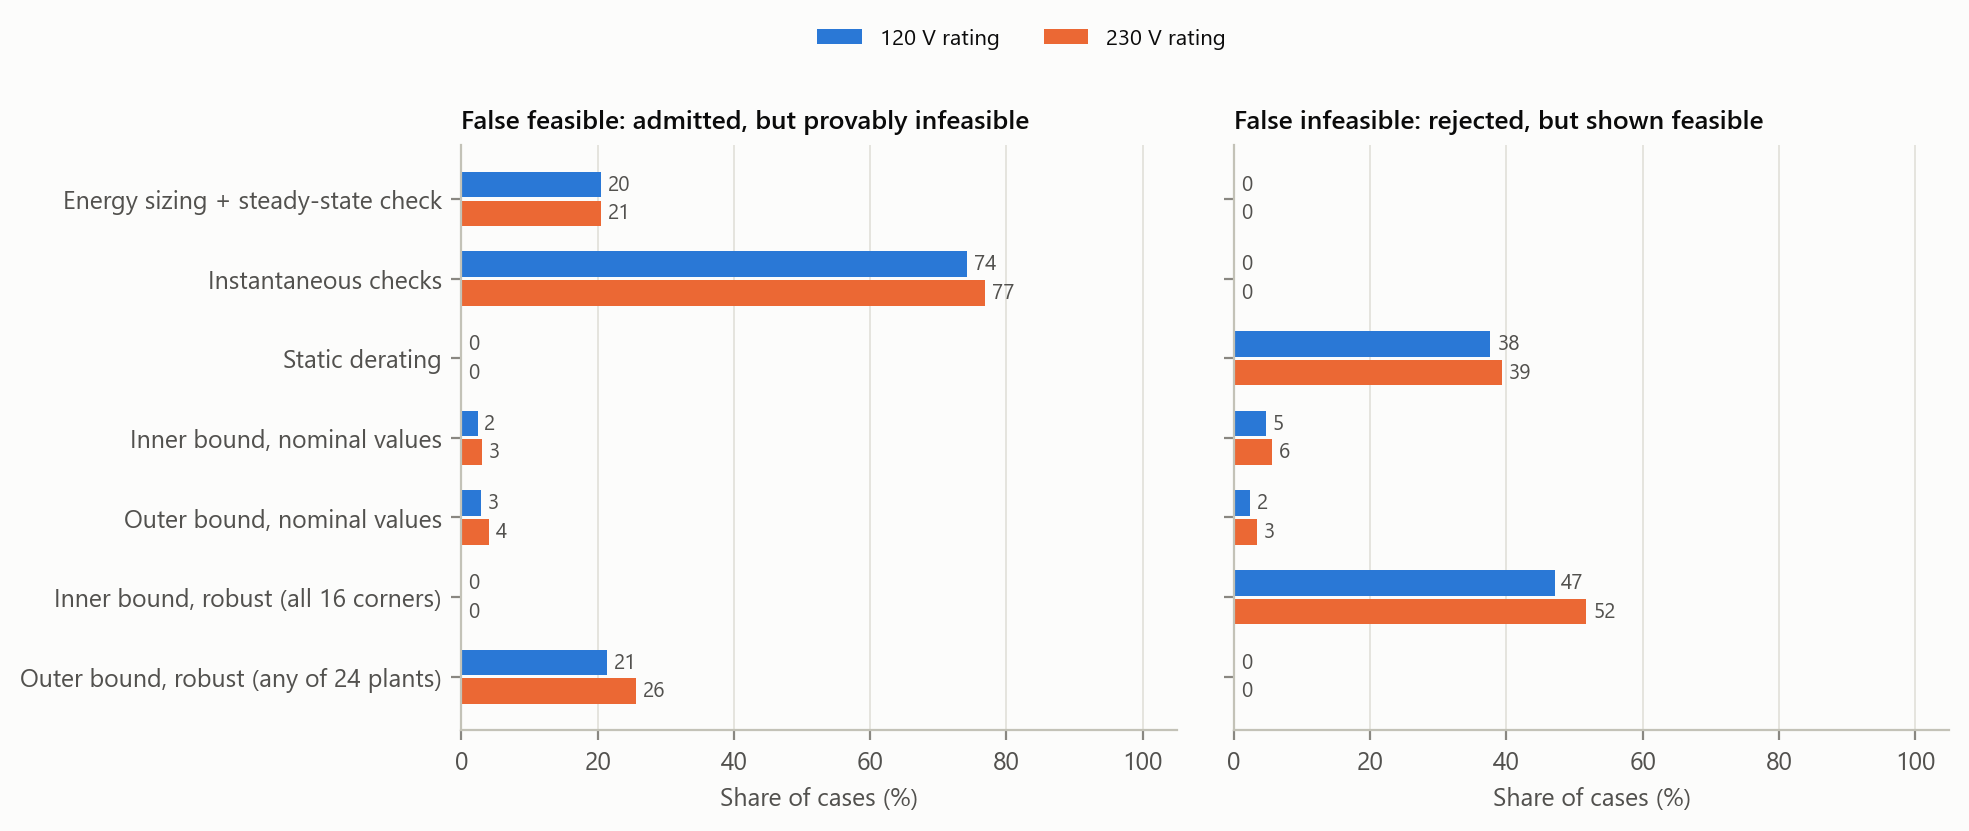 120 V rating
230 V rating
False feasible: admitted, but provably infeasible
False infeasible: rejected, but shown feasible
Energy sizing + steady-state check
20
21
0
0
Instantaneous checks
74
77
0
0
Static derating
0
0
38
39
Inner bound, nominal values
2
3
5
6
Outer bound, nominal values
3
4
2
3
Inner bound, robust (all 16 corners)
0
0
47
52
Outer bound, robust (any of 24 plants)
21
26
0
0
0 20 40 60 80 100
0 20 40 60 80 100
Share of cases (%)
Share of cases (%)